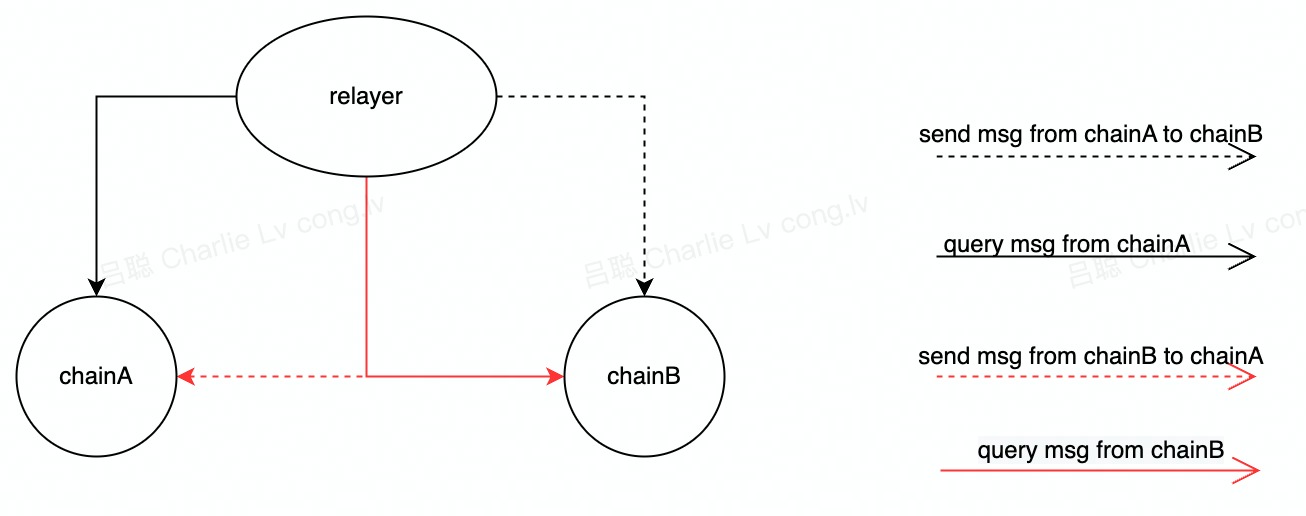 relayer
send msg from chainA to chainB
吕聪 Charlie Lv cong.lv
吕聪 Charlie Lv cong.lv
吕聪 Charlie Lv cor
query msg from chainA
send msg from chainB to chainA
chainA
chainB
query msg from chainB